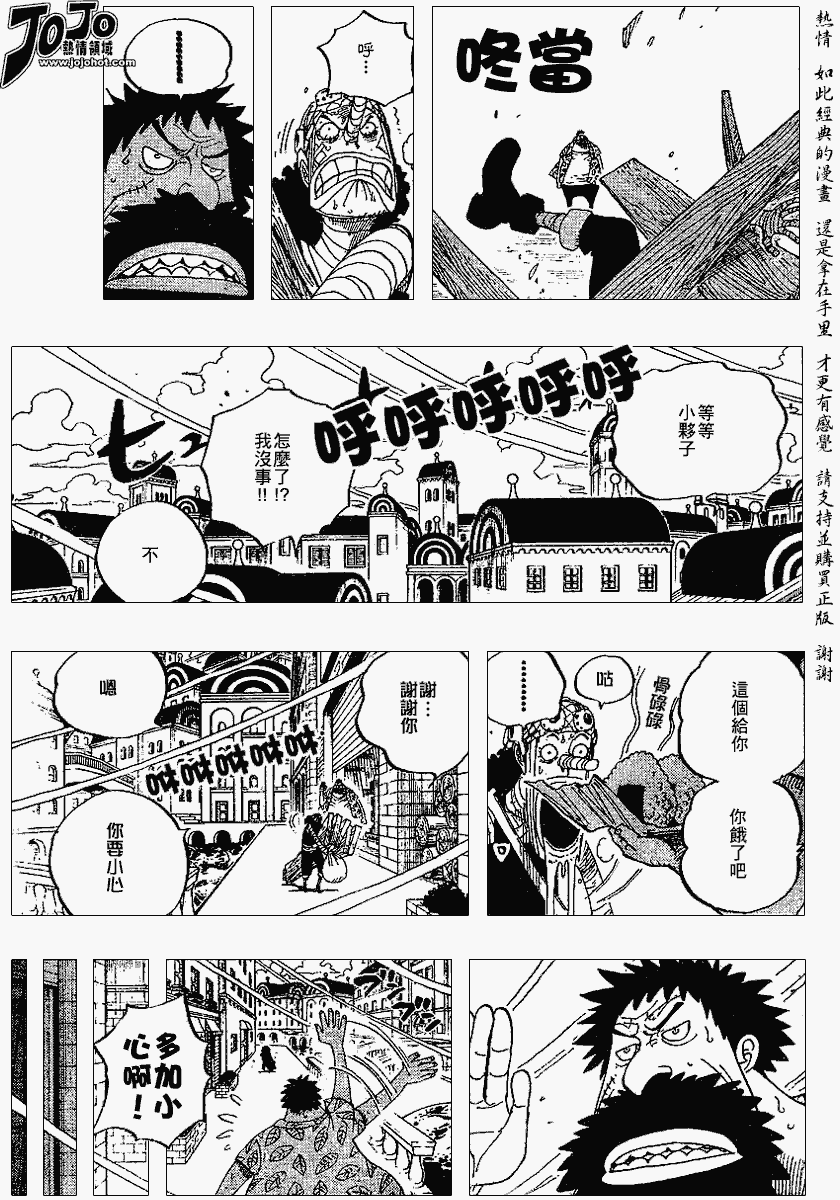 JOJO
熱情領域
www.jojohot.com
熱情 如此經典的漫畫 還是拿在手里 才更有感覺 請支持並購買正版 謝謝
咚當
呼…
…………
等等
小夥子
呼呼呼呼呼
怎麼了!?
我沒事!!
不
這個給你
你餓了吧
骨碌碌
咕
…………
謝…
謝謝你
嗯
你要小心
多加小
心啊！